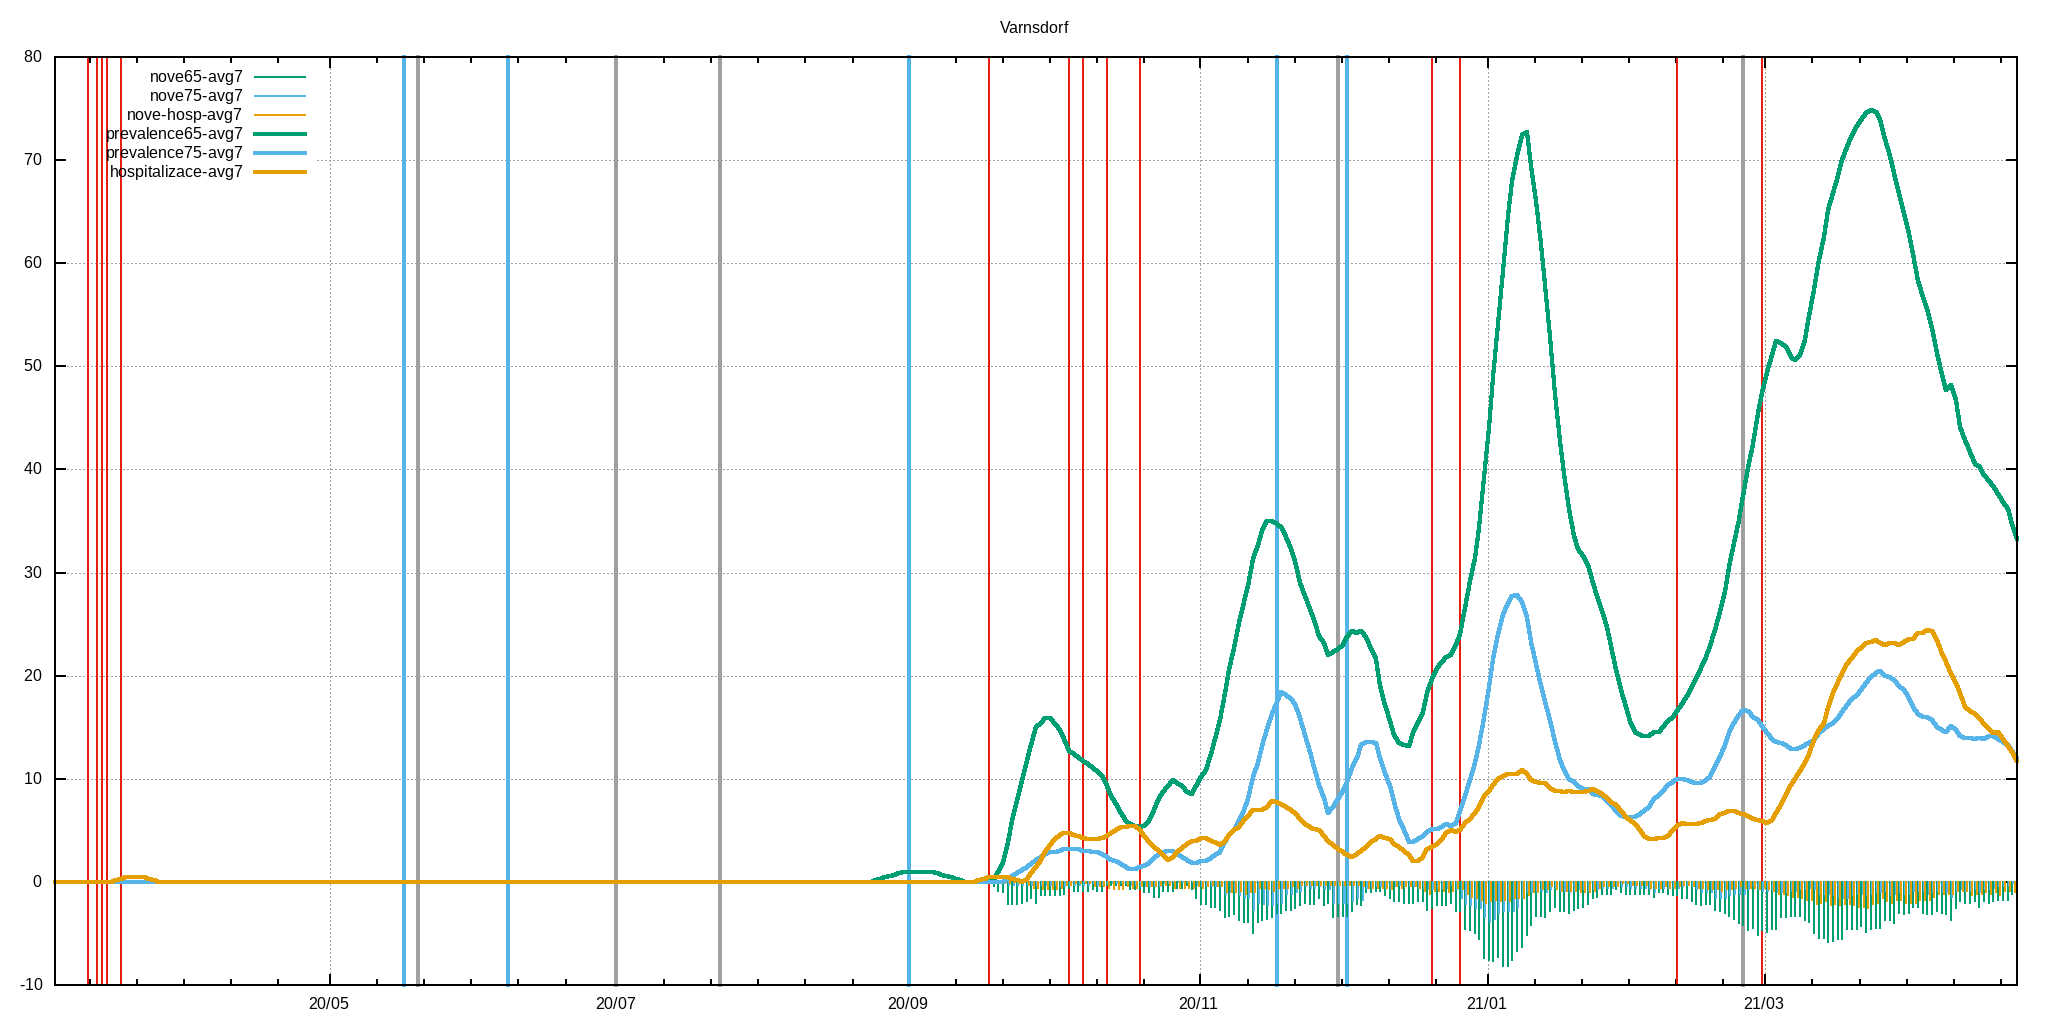 Varnsdorf
80
70
60
50
40
30
20
10
0
-10
nove65-avg7
nove75-avg7
nove-hosp-avg7
prevalence65-avg7
prevalence75-avg7
hospitalizace-avg7
20/05 20/07 20/09 20/11 21/01 21/03